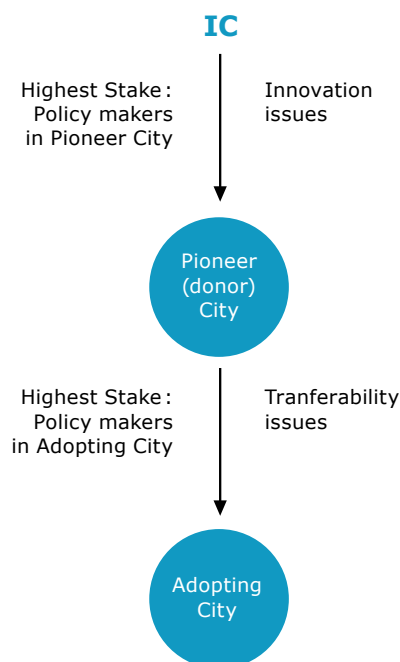 IC
Highest Stake:
Policy makers
in Pioneer City
Innovation
issues
Pioneer
(donor)
City
Highest Stake:
Policy makers
in Adopting City
Tranferability
issues
Adopting
City